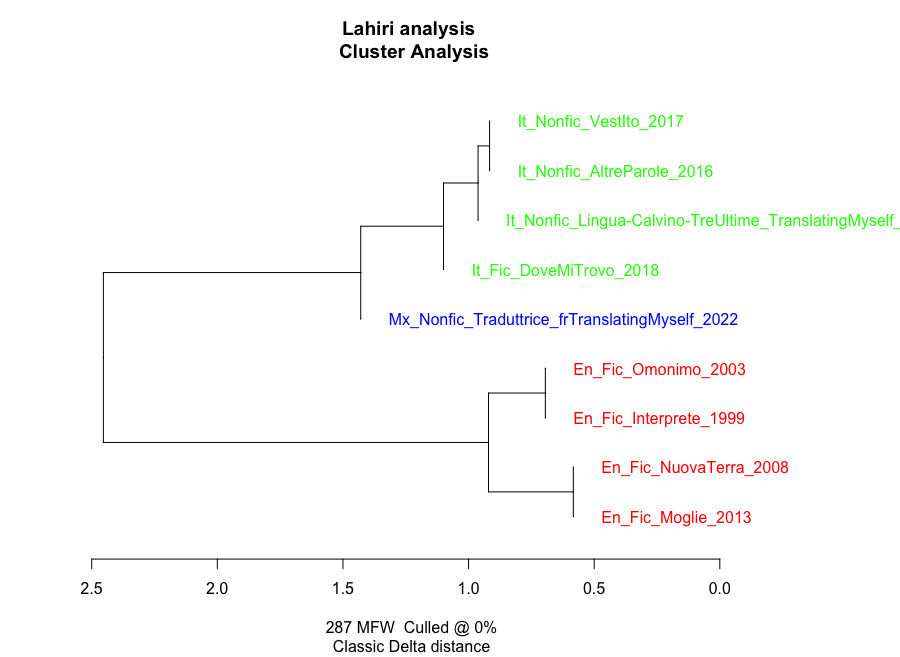 Lahiri analysis
Cluster Analysis
It_Nonfic_VestIto_2017
It_Nonfic_AltreParole_2016
It_Nonfic_Lingua-Calvino-TreUltime_TranslatingMyself_
It_Fic_DoveMiTrovo_2018
Mx_Nonfic_Traduttrice_frTranslatingMyself_2022
En_Fic_Omonimo_2003
En_Fic_Interprete_1999
En_Fic_NuovaTerra_2008
En_Fic_Moglie_2013
2.5 2.0 1.5 1.0 0.5 0.0
287 MFW Culled @ 0%
Classic Delta distance